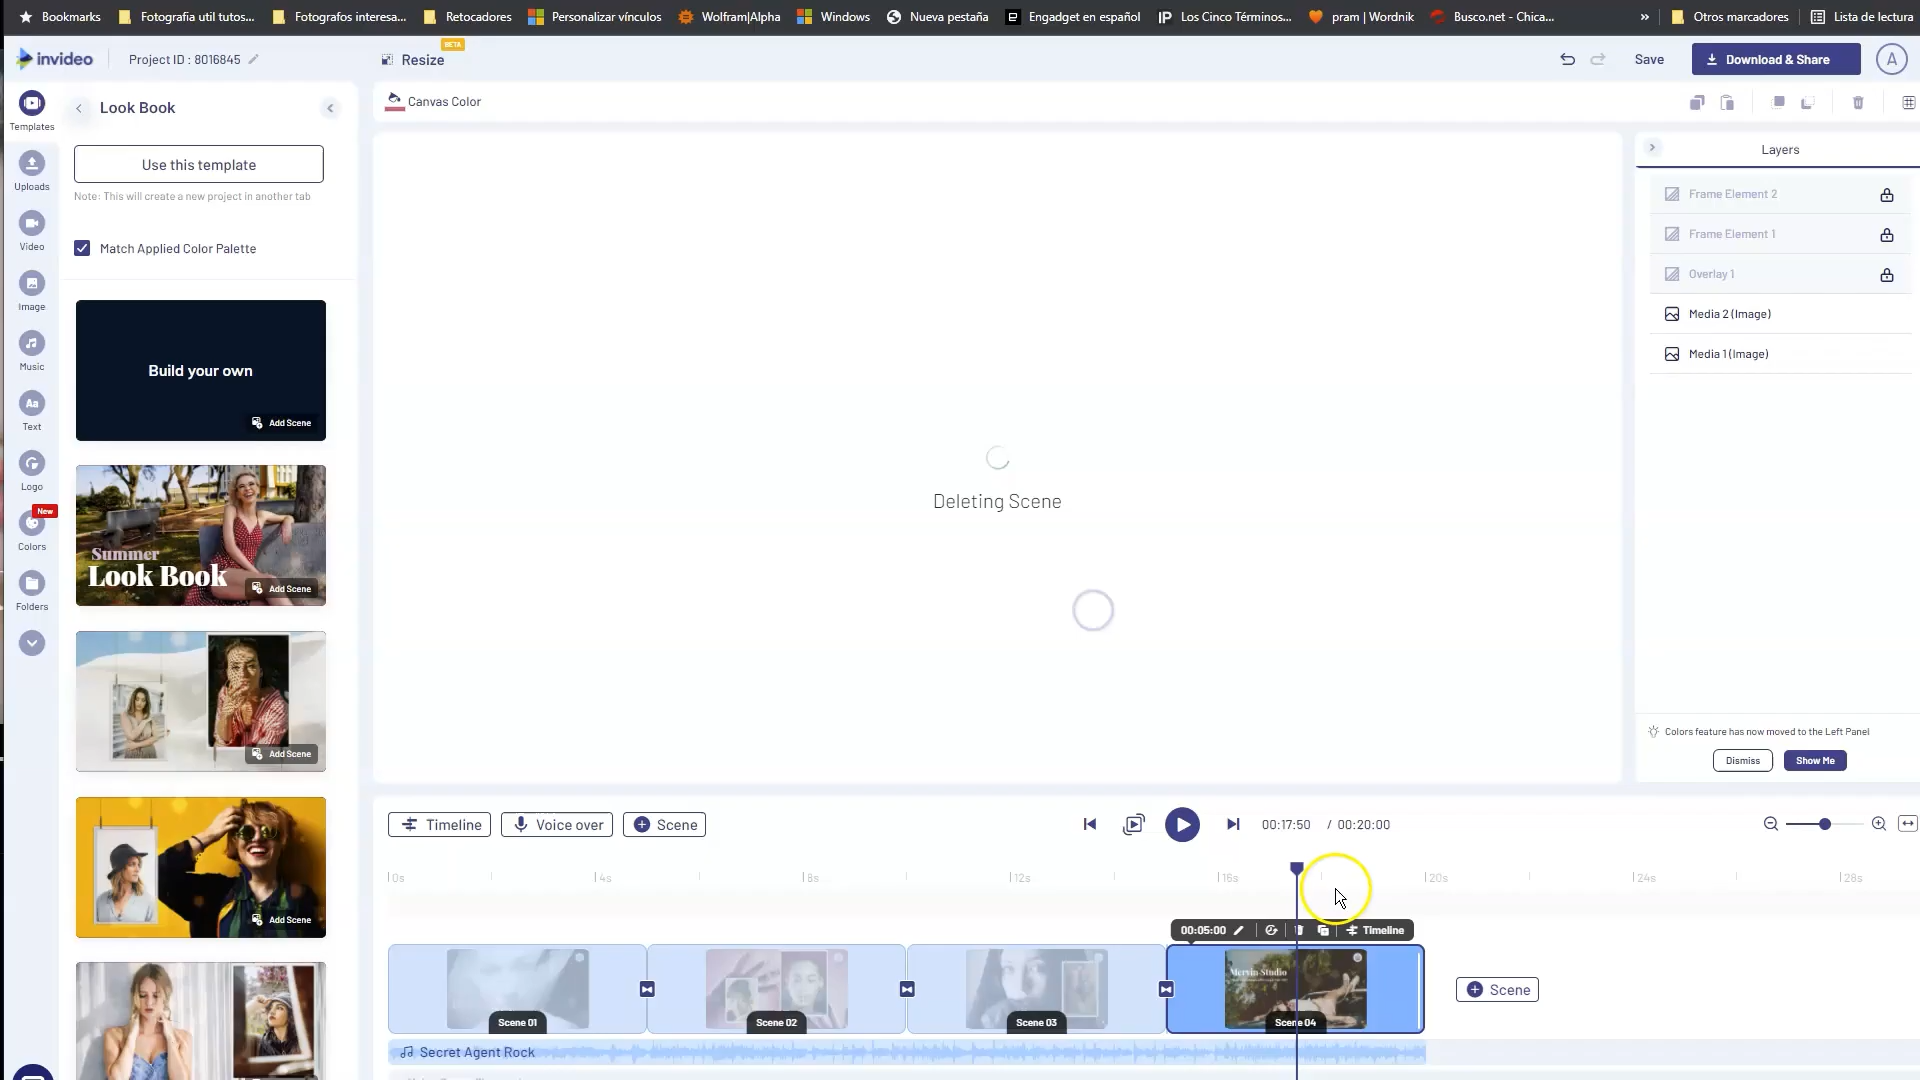 Bookmarks
Fotografia util tutos...
Fotografos interesa...
Retocadores
Personalizar vínculos
Wolfram|Alpha
Windows
Nueva pestaña
Engadget en español
Los Cinco Términos...
pram | Wordnik
Busco.net - Chica...
»
Otros marcadores
Lista de lectura
invideo
Project ID : 8016845
BETA
Resize
Save
Download & Share
A
Templates
Look Book
Canvas Color
Use this template
Note: This will create a new project in another tab
Match Applied Color Palette
Uploads
Video
Image
Music
Aa
Text
Logo
New
Colors
Folders
Build your own
Add Scene
Summer
Look Book
Add Scene
Add Scene
Add Scene
Deleting Scene
Layers
Frame Element 2
Frame Element 1
Overlay 1
Media 2 (Image)
Media 1 (Image)
Colors feature has now moved to the Left Panel
Dismiss
Show Me
Timeline
Voice over
Scene
00:17:50 / 00:20:00
0s
4s
8s
12s
16s
20s
24s
28s
00:05:00
Timeline
Mervin Studio
Scene 01
Scene 02
Scene 03
Scene 04
Scene
Secret Agent Rock